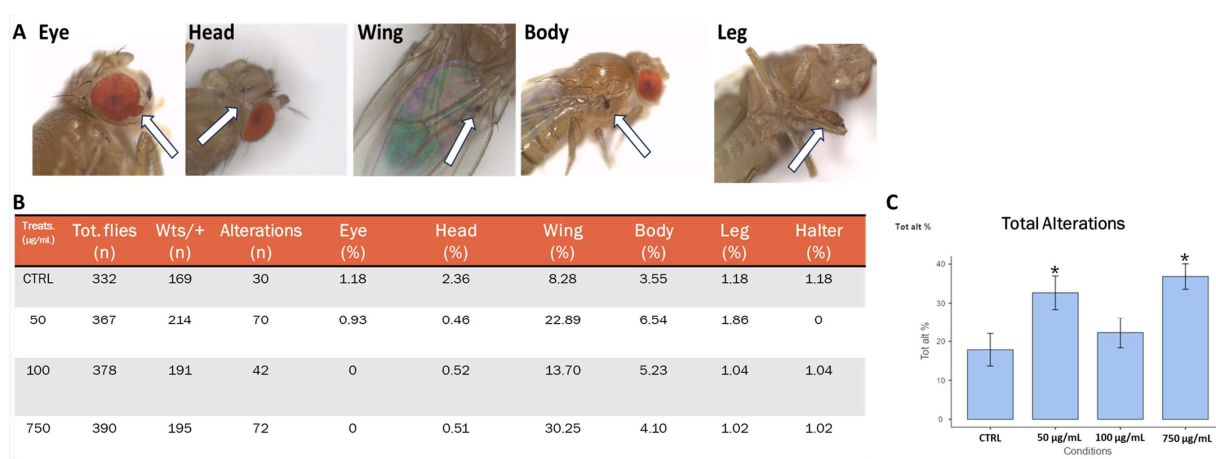 A Eye Head Wing Body Leg
B
Treats. (µg/mL) Tot. flies (n) Wts/+ (n) Alterations (n) Eye (%) Head (%) Wing (%) Body (%) Leg (%) Halter (%)
CTRL 332 169 30 1.18 2.36 8.28 3.55 1.18 1.18
50 367 214 70 0.93 0.46 22.89 6.54 1.86 0
100 378 191 42 0 0.52 13.70 5.23 1.04 1.04
750 390 195 72 0 0.51 30.25 4.10 1.02 1.02
C
Tot alt %
Total Alterations
Tot alt %
40
30
20
10
0
* *
CTRL 50 µg/mL 100 µg/mL 750 µg/mL
Conditions